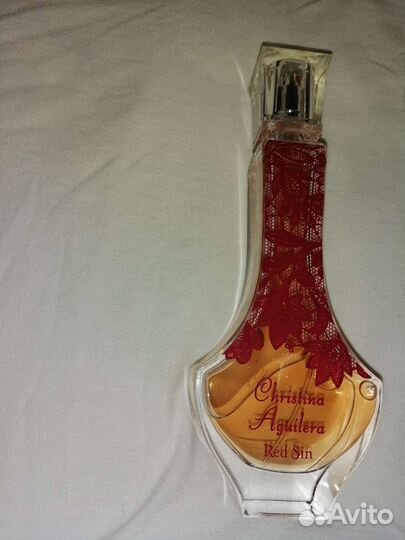 Christina
Aguilera
Red Sin
Avito